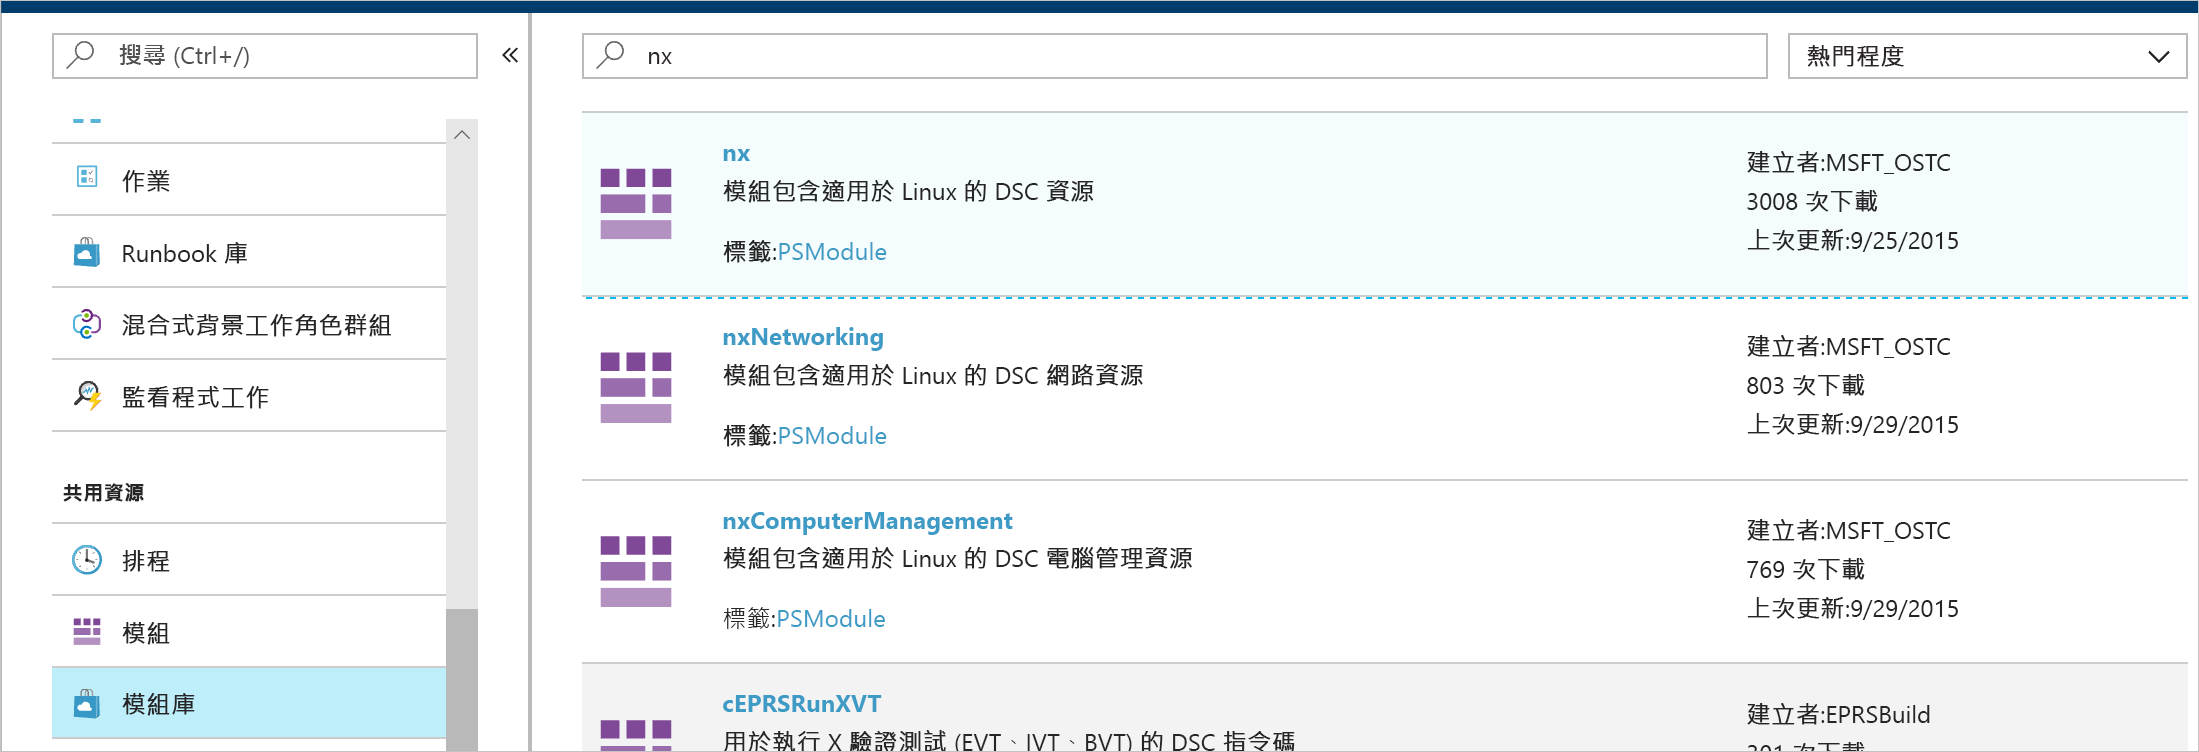 搜尋 (Ctrl+/)
«
作業
Runbook 庫
混合式背景工作角色群組
監看程式工作
共用資源
排程
模組
模組庫
nx
熱門程度
nx
模組包含適用於 Linux 的 DSC 資源
標籤:PSModule
建立者:MSFT_OSTC
3008 次下載
上次更新:9/25/2015
nxNetworking
模組包含適用於 Linux 的 DSC 網路資源
標籤:PSModule
建立者:MSFT_OSTC
803 次下載
上次更新:9/29/2015
nxComputerManagement
模組包含適用於 Linux 的 DSC 電腦管理資源
標籤:PSModule
建立者:MSFT_OSTC
769 次下載
上次更新:9/29/2015
cEPRSRunXVT
用於執行 X 驗證測試 (EVT、IVT、BVT) 的 DSC 指令碼
建立者:EPRSBuild
次下載